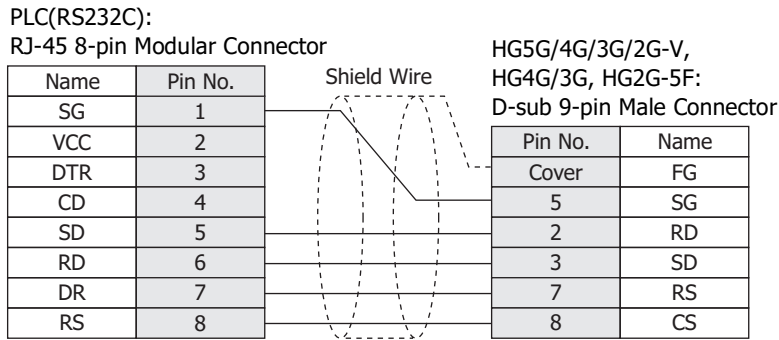 PLC(RS232C):
RJ-45 8-pin Modular Connector
Name Pin No.
SG 1
VCC 2
DTR 3
CD 4
SD 5
RD 6
DR 7
RS 8
Shield Wire
HG5G/4G/3G/2G-V,
HG4G/3G, HG2G-5F:
D-sub 9-pin Male Connector
Pin No. Name
Cover FG
5 SG
2 RD
3 SD
7 RS
8 CS